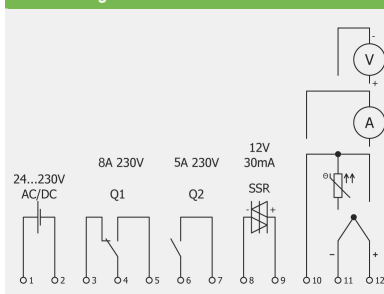 -
V
+
A
12V
8A 230V 5A 230V 30mA
24...230V
AC/DC Q1 Q2 SSR
- +
Θ
- +
1 2 3 4 5 6 7 8 9 10 11 12